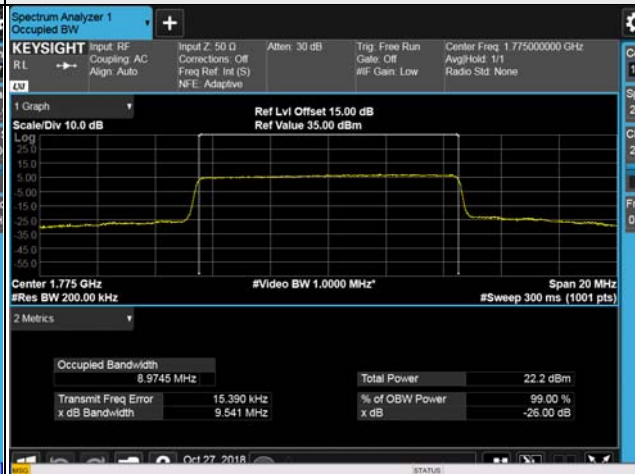 Spectrum Analyzer 1
Occupied BW
KEYSIGHT Input: RF Input Z: 50 Ω Atten: 30 dB Trig: Free Run Center Freq: 1.775000000 GHz
RL Coupling: AC Corrections: Off Gate: Off Avg|Hold: 1/1
Align: Auto Freq Ref: Int (S) #IF Gain: Low Radio Std: None
NFE: Adaptive
LXI
1 Graph
Ref Lvl Offset 15.00 dB
Scale/Div 10.0 dB Ref Value 35.00 dBm
Log
25.0
15.0
5.00
-5.00
-15.0
-25.0
-35.0
-45.0
-55.0
Center 1.775 GHz #Video BW 1.0000 MHz* Span 20 MHz
#Res BW 200.00 kHz #Sweep 300 ms (1001 pts)
2 Metrics
Occupied Bandwidth
8.9745 MHz Total Power 22.2 dBm
Transmit Freq Error 15.390 kHz % of OBW Power 99.00 %
x dB Bandwidth 9.541 MHz x dB -26.00 dB
Oct 27, 2018
MSG STATUS